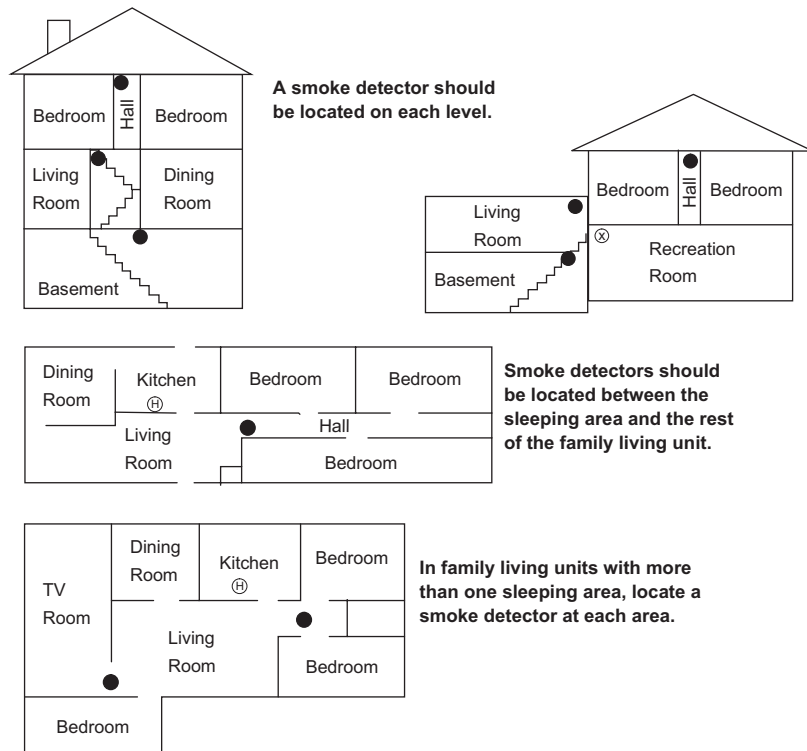 A smoke detector should
be located on each level.
Bedroom
Hall
Bedroom
Living
Room
Dining
Room
Basement
Bedroom
Hall
Bedroom
Living
Room
X
Recreation
Room
Basement
Dining
Room
Kitchen
H
Bedroom
Bedroom
Living
Room
Hall
Bedroom
Smoke detectors should
be located between the
sleeping area and the rest
of the family living unit.
TV
Room
Dining
Room
Kitchen
H
Bedroom
Living
Room
Bedroom
Bedroom
In family living units with more
than one sleeping area, locate a
smoke detector at each area.